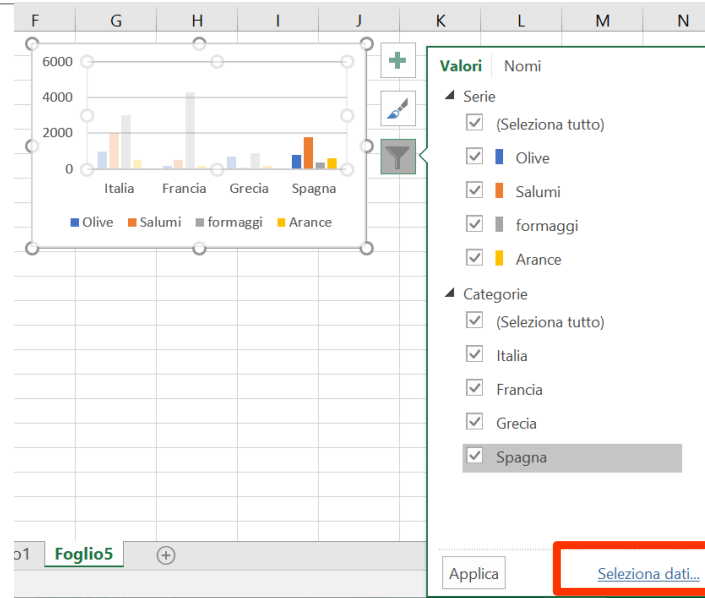 F G H I J K L M N
6000
4000
2000
0
Italia Francia Grecia Spagna
Olive Salumi formaggi Arance
Valori Nomi
Serie
(Seleziona tutto)
Olive
Salumi
formaggi
Arance
Categorie
(Seleziona tutto)
Italia
Francia
Grecia
Spagna
o1 Foglio5
Applica Seleziona dati...